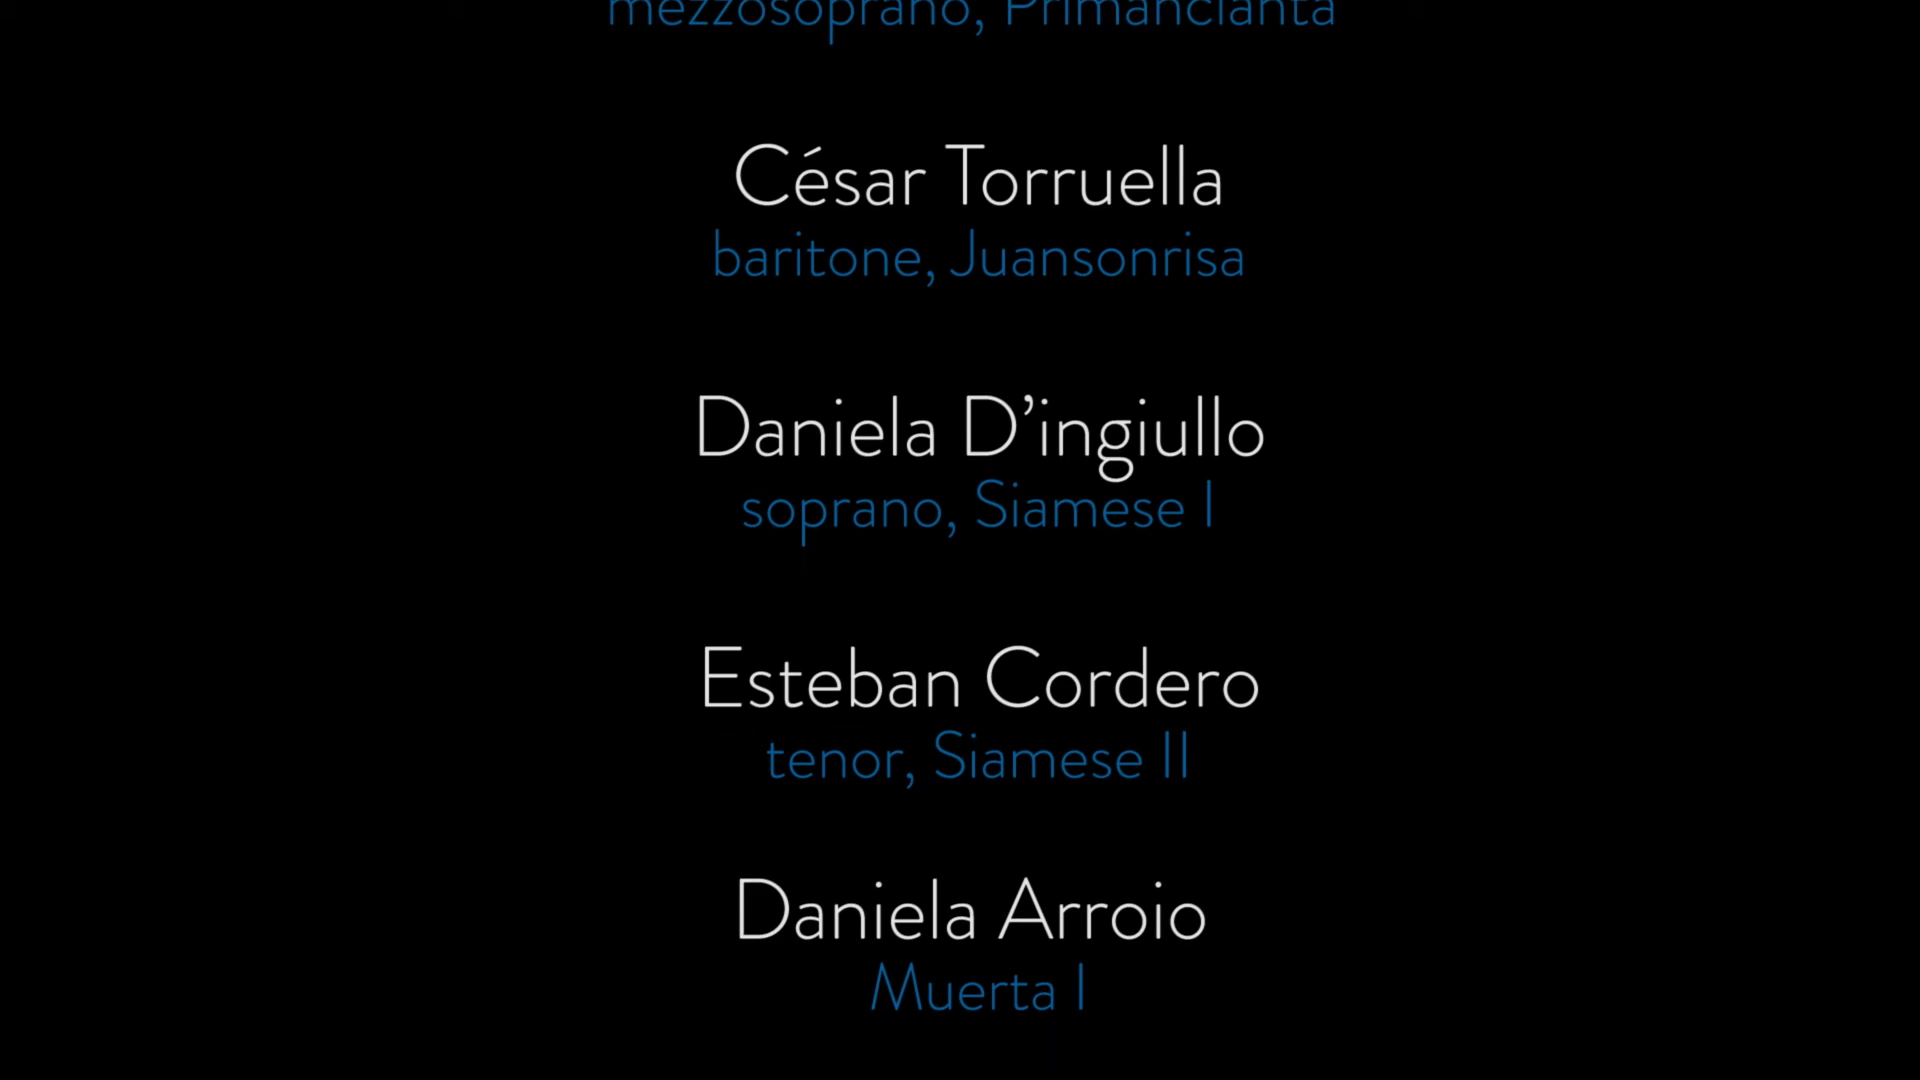 mezzosoprano, Primancianta
César Torruella
baritone, Juansonrisa
Daniela D’ingiullo
soprano, Siamese I
Esteban Cordero
tenor, Siamese II
Daniela Arroio
Muerta I